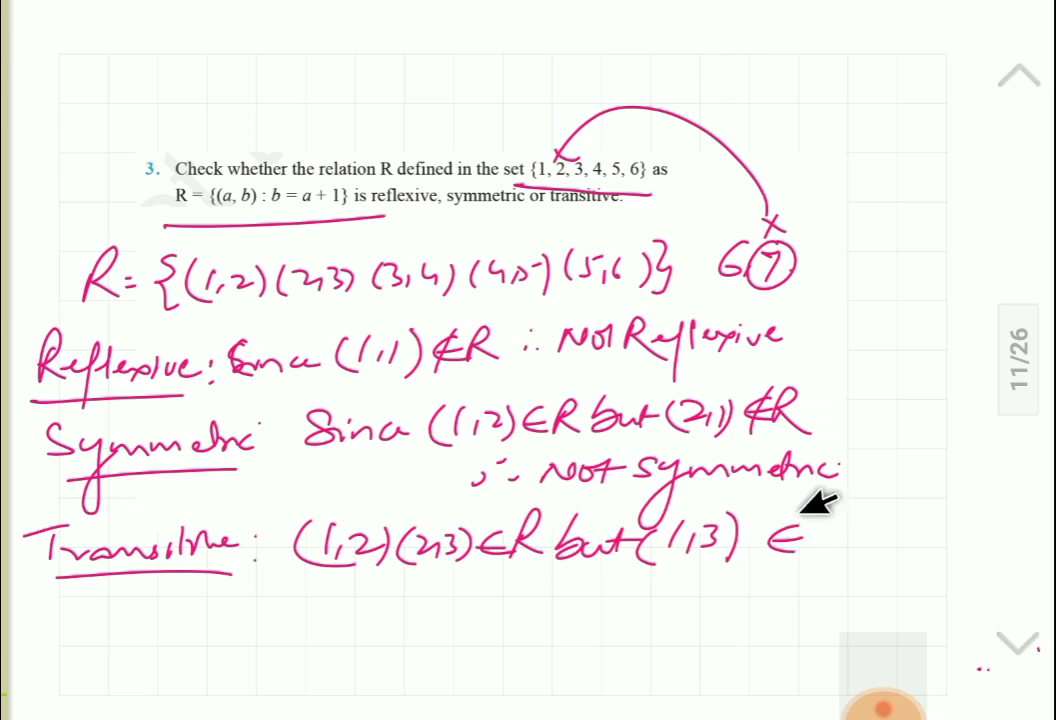 3. Check whether the relation R defined in the set {1, 2, 3, 4, 5, 6} as
R = {(a, b) : b = a + 1} is reflexive, symmetric or transitive.
R = {(1,2) (2,3) (3,4) (4,5) (5,6)} 6 7
Reflexive: Since (1,1) ∉ R ∴ Not Reflexive
Symmetric Since (1,2) ∈ R but (2,1) ∉ R
∴ Not symmetric
Transitive: (1,2) (2,3) ∈ R but (1,3) ∈
11/26